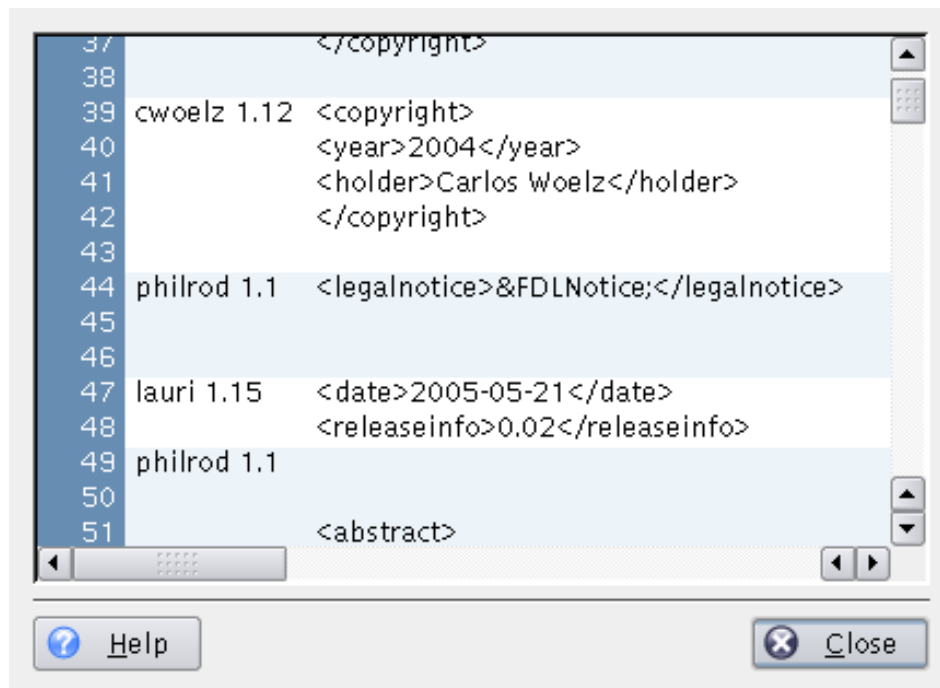 37 </copyright>
38
39 cwoelz 1.12 <copyright>
40 <year>2004</year>
41 <holder>Carlos Woelz</holder>
42 </copyright>
43
44 philrod 1.1 <legalnotice>&FDLNotice;</legalnotice>
45
46
47 lauri 1.15 <date>2005-05-21</date>
48 <releaseinfo>0.02</releaseinfo>
49 philrod 1.1
50
51 <abstract>
Help Close